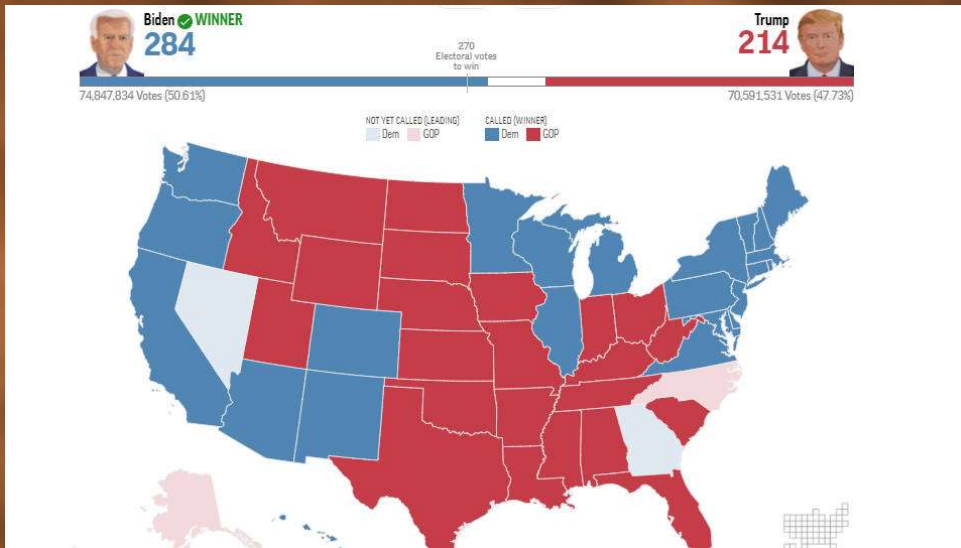 Biden WINNER
284
Trump
214
270
Electoral votes
to win
74,847,834 Votes (50.61%)
70,591,531 Votes (47.73%)
NOT YET CALLED (LEADING)
Dem GOP
CALLED (WINNER)
Dem GOP